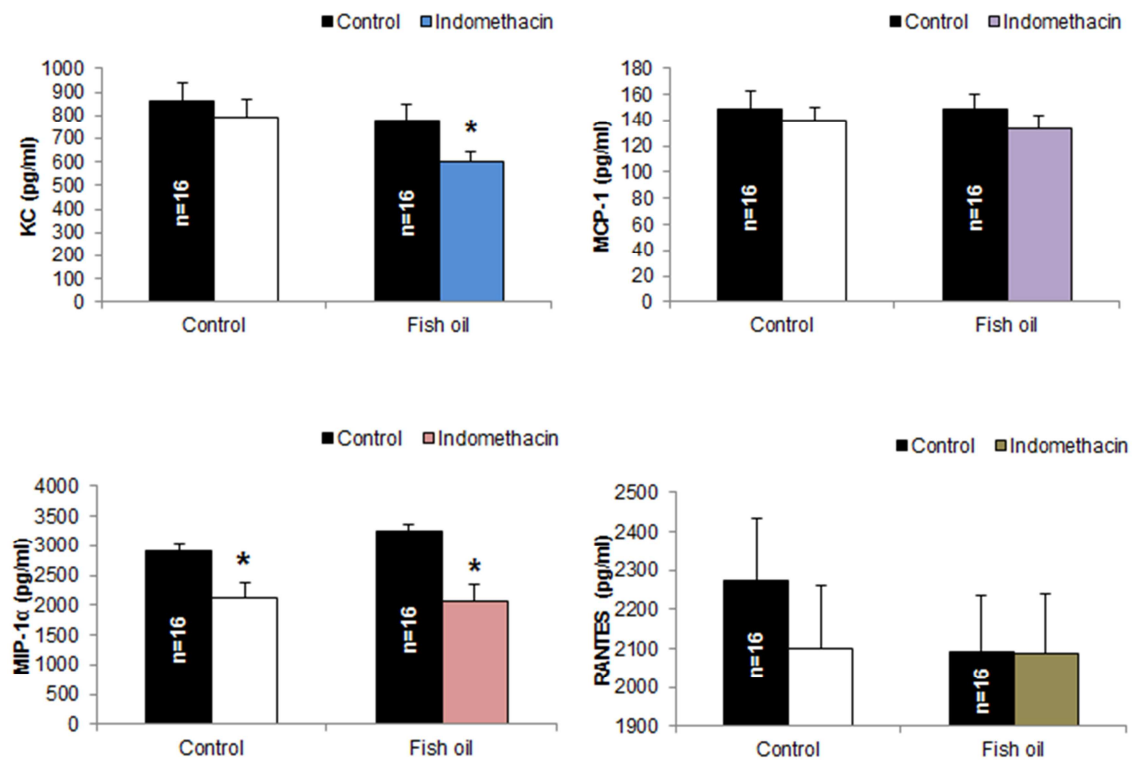 Control Indomethacin
1000
900
800
700
600
500
400
300
200
100
0
KC (pg/ml)
n=16
n=16
*
Control Fish oil
Control Indomethacin
180
160
140
120
100
80
60
40
20
0
MCP-1 (pg/ml)
n=16
n=16
Control Fish oil
Control Indomethacin
4000
3500
3000
2500
2000
1500
1000
500
0
MIP-1α (pg/ml)
n=16
*
n=16
*
Control Fish oil
Control Indomethacin
2500
2400
2300
2200
2100
2000
1900
RANTES (pg/ml)
n=16
n=16
Control Fish oil